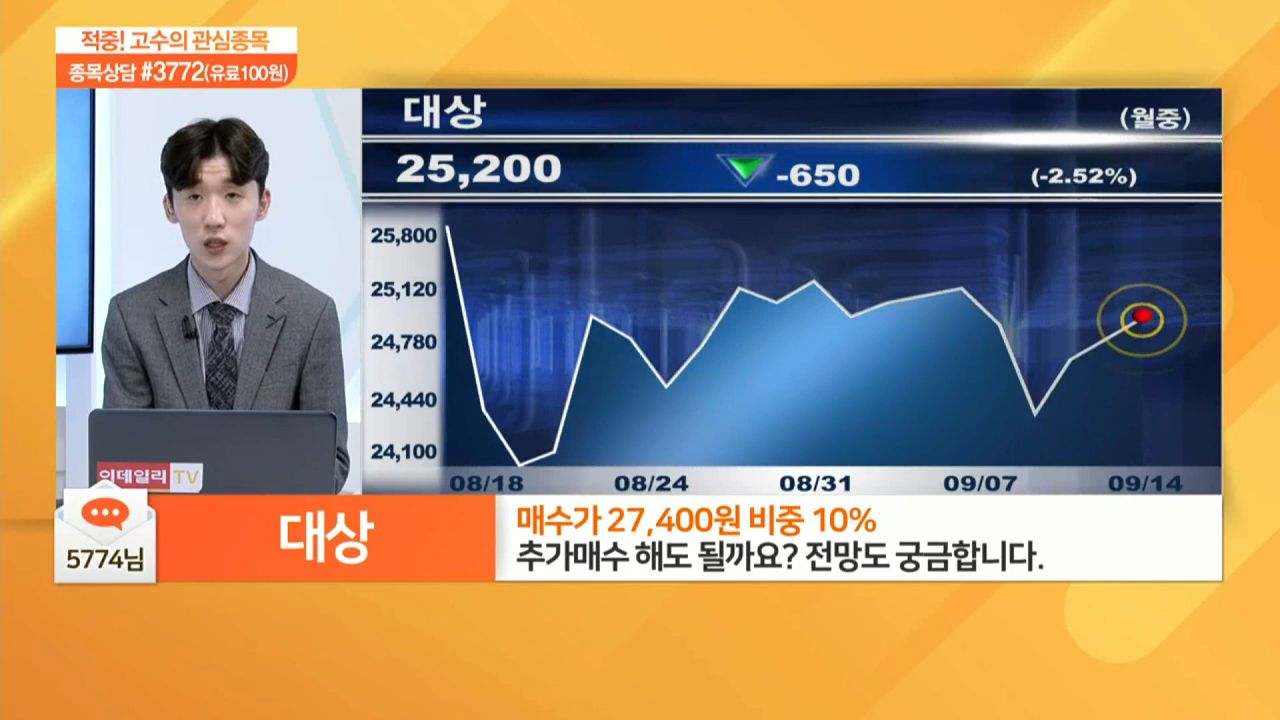 적중! 고수의 관심종목
종목상담 #3772(유료100원)
대상
(월중)
25,200
-650
(-2.52%)
25,800
25,120
24,780
24,440
24,100
08/18
08/24
08/31
09/07
09/14
이데일리 TV
5774님
대상
매수가 27,400원 비중 10%
추가매수 해도 될까요? 전망도 궁금합니다.